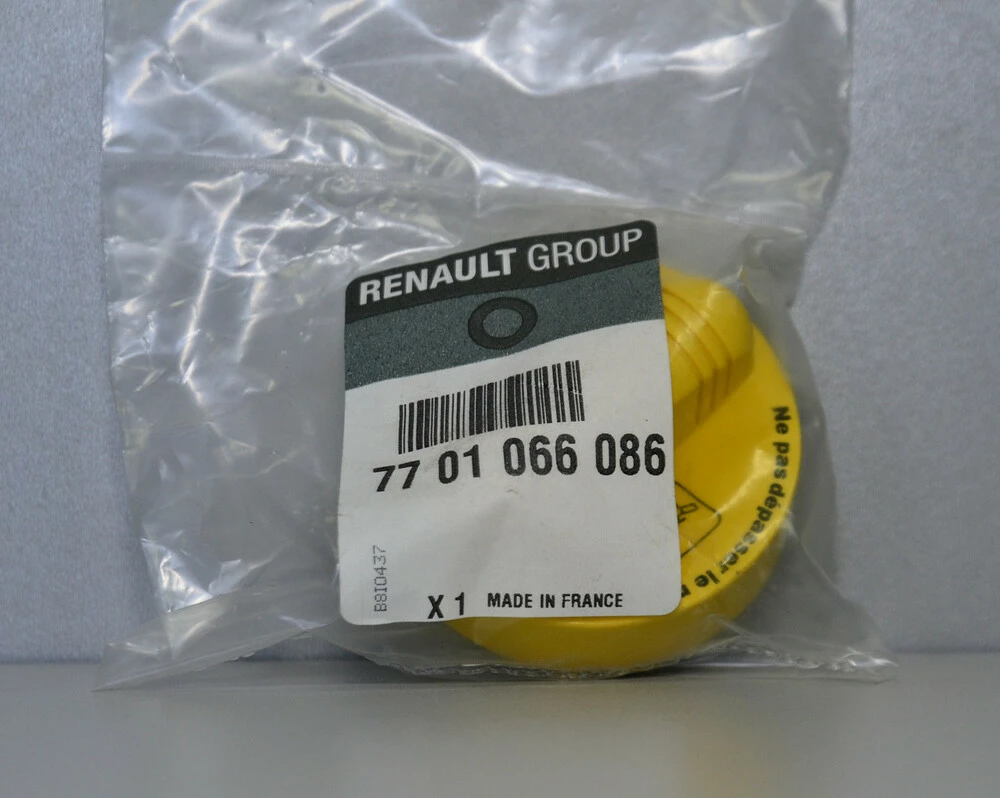 RENAULT GROUP
77 01 066 086
B8I0437
X 1 MADE IN FRANCE
Ne pas dépasser le